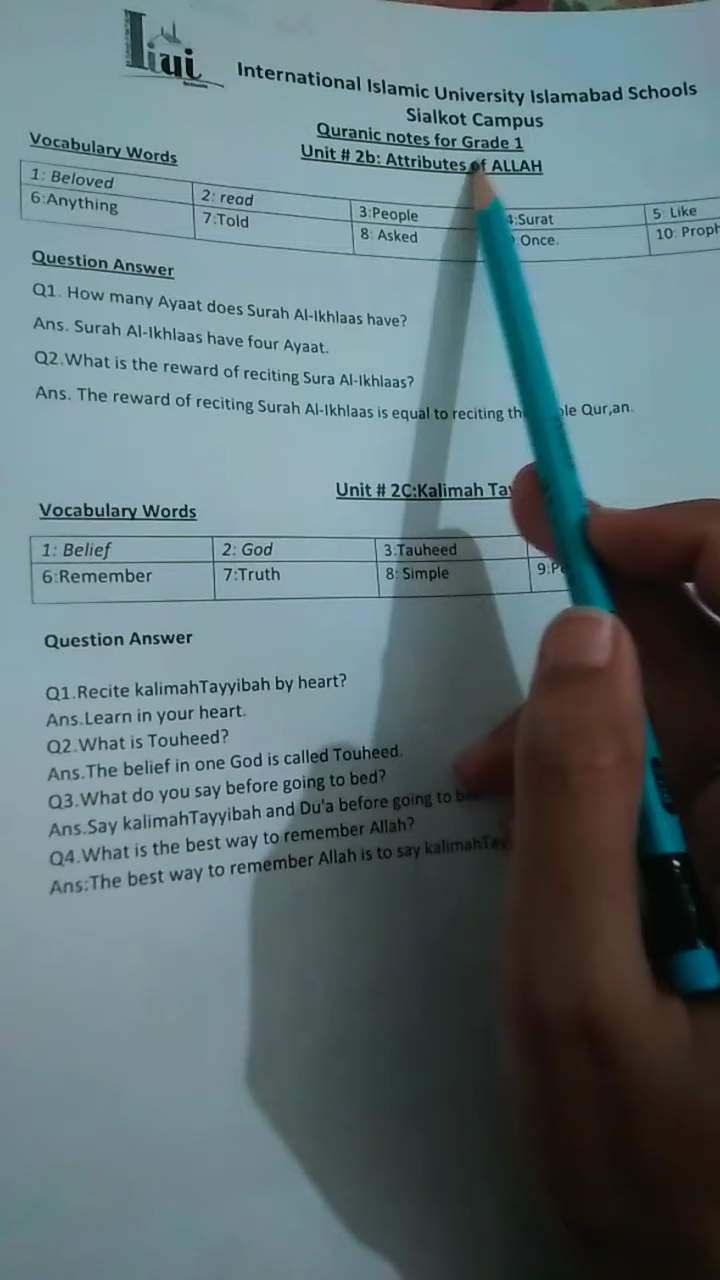 Iiui
International Islamic University Islamabad Schools
Sialkot Campus
Quranic notes for Grade 1
Unit # 2b: Attributes of ALLAH
Vocabulary Words
1: Beloved 2: read 3:People 4:Surat 5: Like
6:Anything 7:Told 8: Asked Once. 10: Proph
Question Answer
Q1. How many Ayaat does Surah Al-Ikhlaas have?
Ans. Surah Al-Ikhlaas have four Ayaat.
Q2.What is the reward of reciting Sura Al-Ikhlaas?
Ans. The reward of reciting Surah Al-Ikhlaas is equal to reciting Qur,an.
Unit # 2C:Kalimah
Vocabulary Words
1: Belief 2: God 3:Tauheed
6:Remember 7:Truth 8: Simple 9:
Question Answer
Q1.Recite kalimahTayyibah by heart?
Ans.Learn in your heart.
Q2.What is Touheed?
Ans.The belief in one God is called Touheed.
Q3.What do you say before going to bed?
Ans.Say kalimahTayyibah and Du'a before going to
Q4.What is the best way to remember Allah?
Ans:The best way to remember Allah is to say